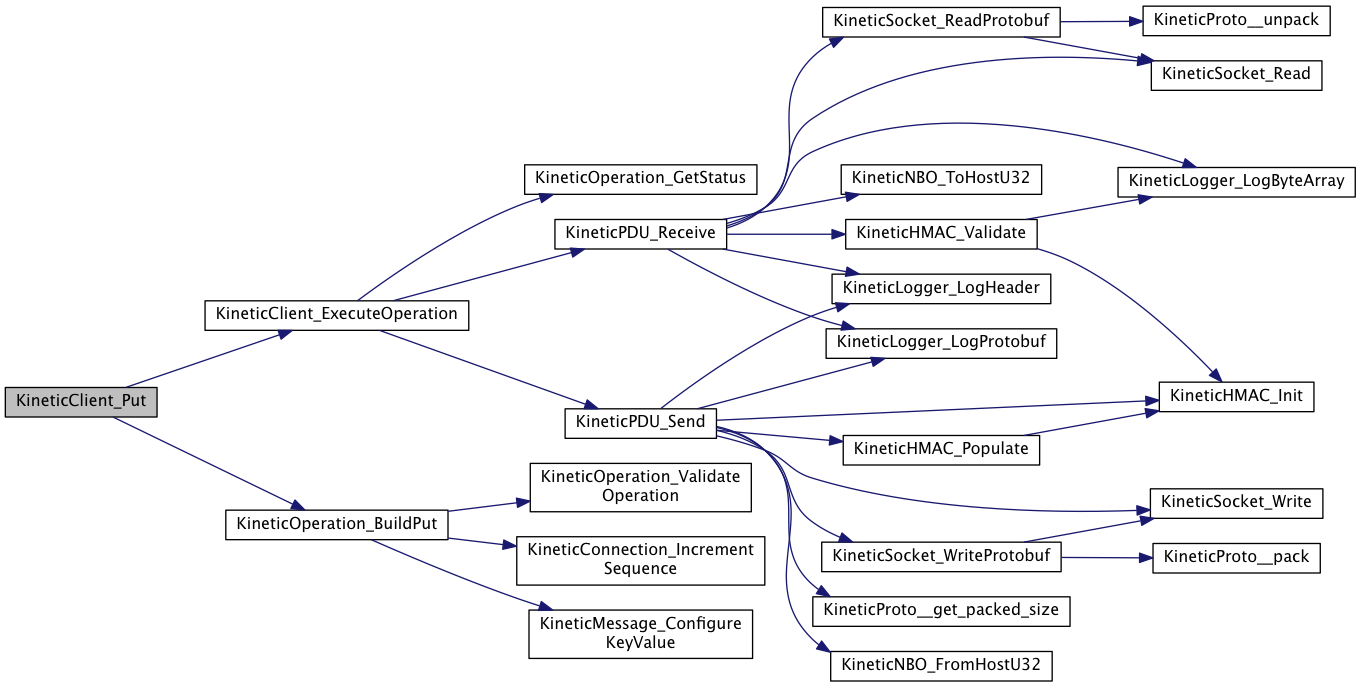 KineticClient_Put
KineticClient_ExecuteOperation
KineticOperation_BuildPut
KineticOperation_GetStatus
KineticPDU_Receive
KineticPDU_Send
KineticOperation_Validate
Operation
KineticConnection_Increment
Sequence
KineticMessage_Configure
KeyValue
KineticSocket_ReadProtobuf
KineticNBO_ToHostU32
KineticHMAC_Validate
KineticLogger_LogHeader
KineticLogger_LogProtobuf
KineticHMAC_Populate
KineticSocket_WriteProtobuf
KineticProto__get_packed_size
KineticNBO_FromHostU32
KineticProto__unpack
KineticSocket_Read
KineticLogger_LogByteArray
KineticHMAC_Init
KineticSocket_Write
KineticProto__pack